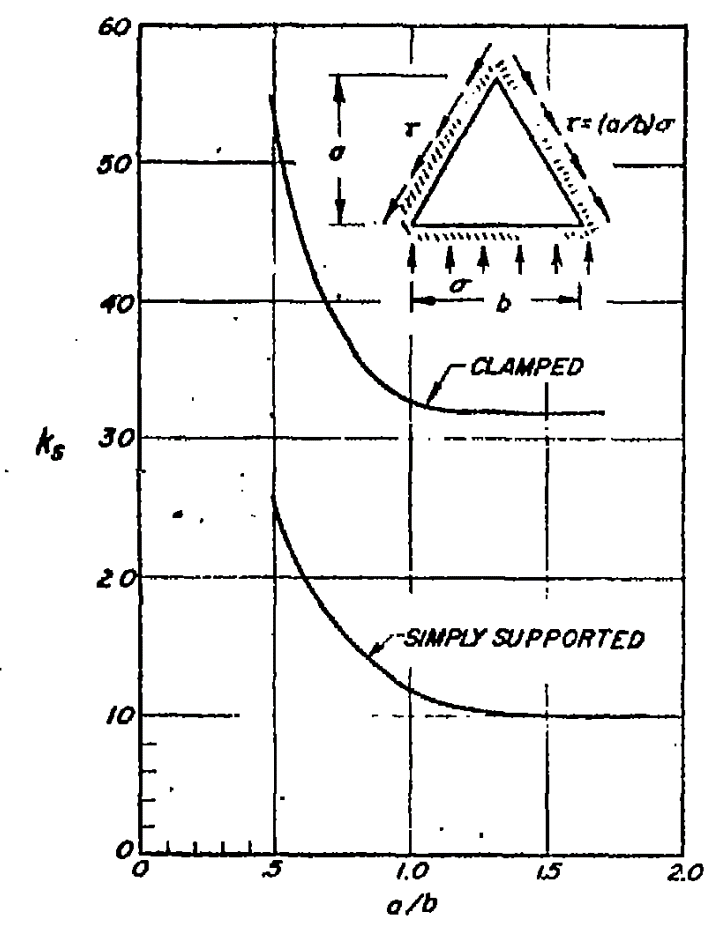 60
50
40
30
20
10
0
k_s
a
τ
τ=(a/b)σ
σ
b
CLAMPED
SIMPLY SUPPORTED
0
.5
1.0
1.5
2.0
a/b